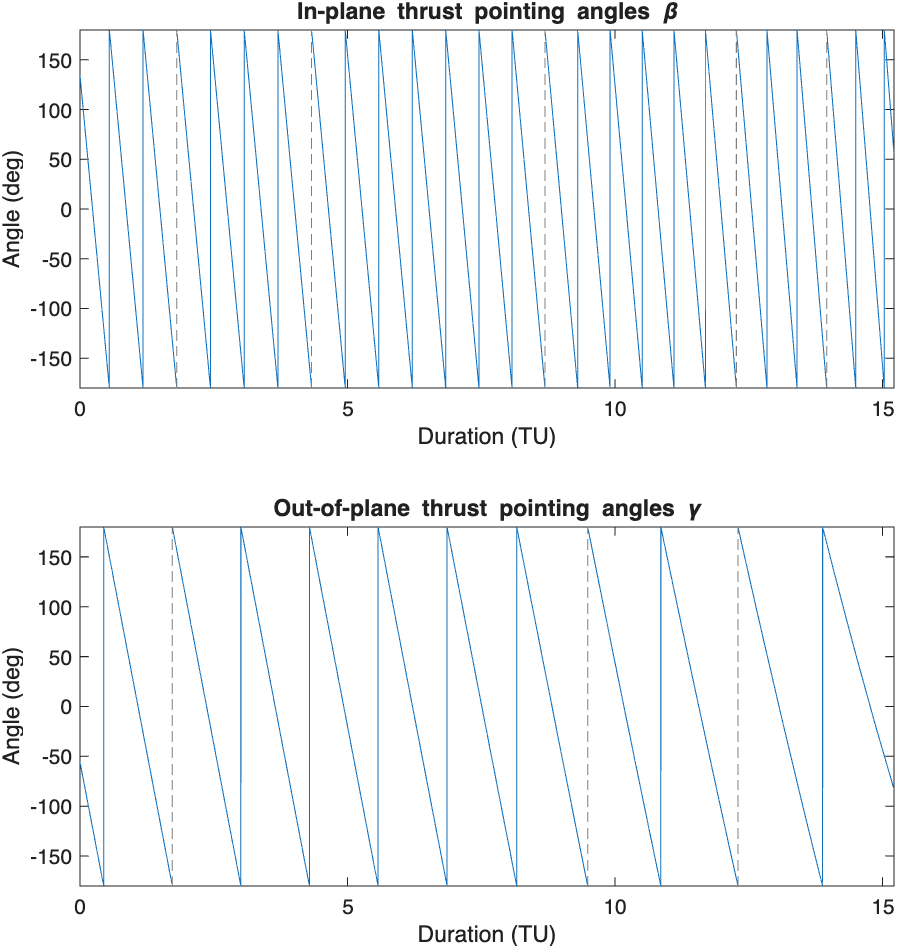 In-plane thrust pointing angles β
150
100
50
0
-50
-100
-150
Angle (deg)
0 5 10 15
Duration (TU)
Out-of-plane thrust pointing angles γ
150
100
50
0
-50
-100
-150
Angle (deg)
0 5 10 15
Duration (TU)